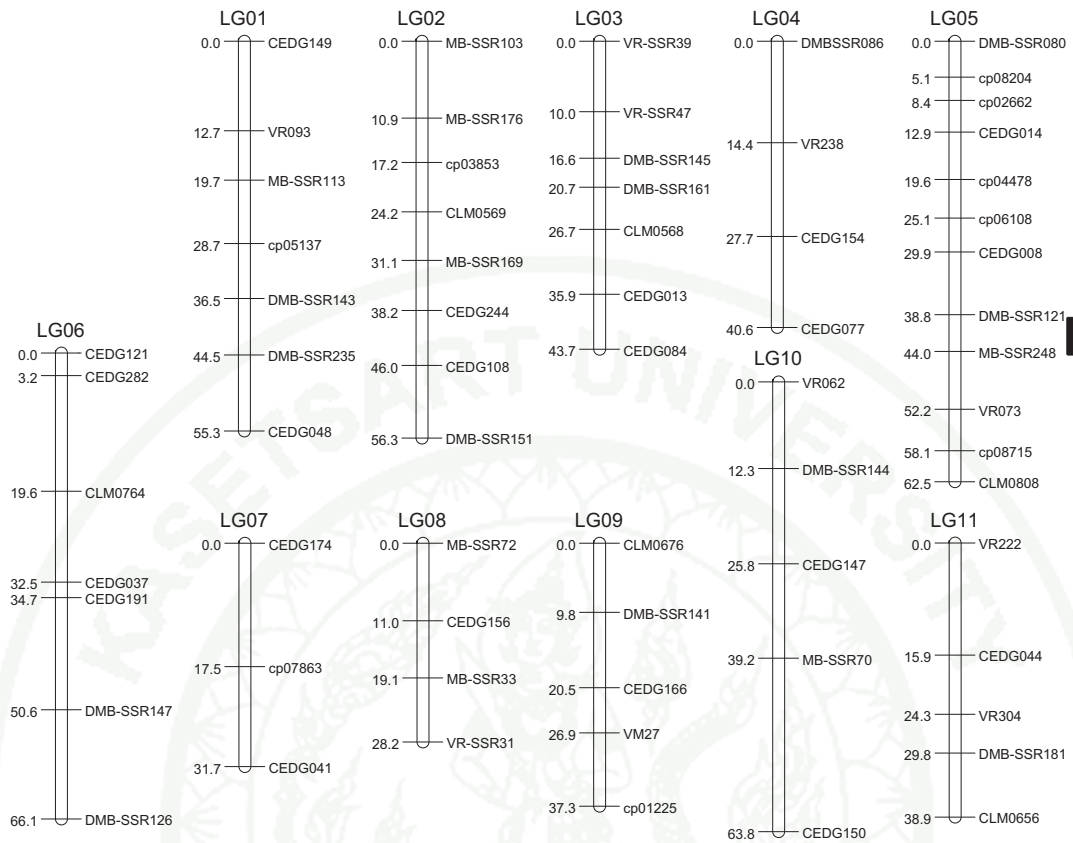 LG01
0.0 CEDG149
12.7 VR093
19.7 MB-SSR113
28.7 cp05137
36.5 DMB-SSR143
44.5 DMB-SSR235
55.3 CEDG048
LG02
0.0 MB-SSR103
10.9 MB-SSR176
17.2 cp03853
24.2 CLM0569
31.1 MB-SSR169
38.2 CEDG244
46.0 CEDG108
56.3 DMB-SSR151
LG03
0.0 VR-SSR39
10.0 VR-SSR47
16.6 DMB-SSR145
20.7 DMB-SSR161
26.7 CLM0568
35.9 CEDG013
43.7 CEDG084
LG04
0.0 DMBSSR086
14.4 VR238
27.7 CEDG154
40.6 CEDG077
LG05
0.0 DMB-SSR080
5.1 cp08204
8.4 cp02662
12.9 CEDG014
19.6 cp04478
25.1 cp06108
29.9 CEDG008
38.8 DMB-SSR121
44.0 MB-SSR248
52.2 VR073
58.1 cp08715
62.5 CLM0808
LG06
0.0 CEDG121
3.2 CEDG282
19.6 CLM0764
32.5 CEDG037
34.7 CEDG191
50.6 DMB-SSR147
66.1 DMB-SSR126
LG07
0.0 CEDG174
17.5 cp07863
31.7 CEDG041
LG08
0.0 MB-SSR72
11.0 CEDG156
19.1 MB-SSR33
28.2 VR-SSR31
LG09
0.0 CLM0676
9.8 DMB-SSR141
20.5 CEDG166
26.9 VM27
37.3 cp01225
LG10
0.0 VR062
12.3 DMB-SSR144
25.8 CEDG147
39.2 MB-SSR70
63.8 CEDG150
LG11
0.0 VR222
15.9 CEDG044
24.3 VR304
29.8 DMB-SSR181
38.9 CLM0656
KASETSART UNIVERSITY